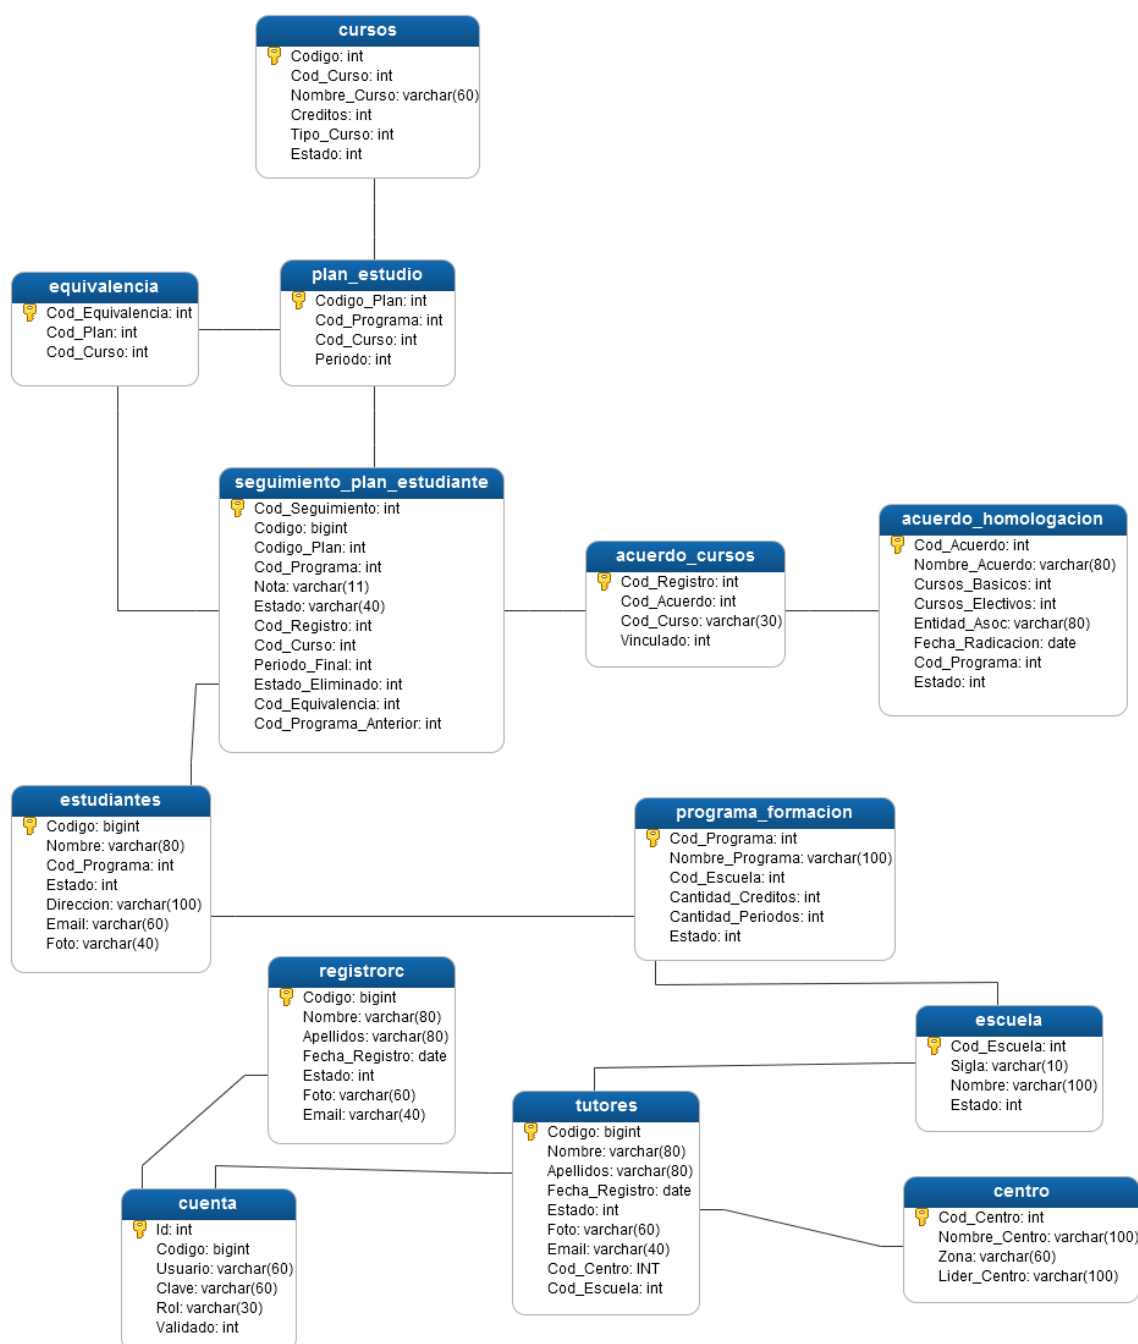 cursos
Codigo: int
Cod_Curso: int
Nombre_Curso: varchar(60)
Creditos: int
Tipo_Curso: int
Estado: int
equivalencia
Cod_Equivalencia: int
Cod_Plan: int
Cod_Curso: int
plan_estudio
Codigo_Plan: int
Cod_Programa: int
Cod_Curso: int
Periodo: int
seguimiento_plan_estudiante
Cod_Seguimiento: int
Codigo: bigint
Codigo_Plan: int
Cod_Programa: int
Nota: varchar(11)
Estado: varchar(40)
Cod_Registro: int
Cod_Curso: int
Periodo_Final: int
Estado_Eliminado: int
Cod_Equivalencia: int
Cod_Programa_Anterior: int
acuerdo_cursos
Cod_Registro: int
Cod_Acuerdo: int
Cod_Curso: varchar(30)
Vinculado: int
acuerdo_homologacion
Cod_Acuerdo: int
Nombre_Acuerdo: varchar(80)
Cursos_Basicos: int
Cursos_Electivos: int
Entidad_Asoc: varchar(80)
Fecha_Radicacion: date
Cod_Programa: int
Estado: int
estudiantes
Codigo: bigint
Nombre: varchar(80)
Cod_Programa: int
Estado: int
Direccion: varchar(100)
Email: varchar(60)
Foto: varchar(40)
programa_formacion
Cod_Programa: int
Nombre_Programa: varchar(100)
Cod_Escuela: int
Cantidad_Creditos: int
Cantidad_Periodos: int
Estado: int
registrorc
Codigo: bigint
Nombre: varchar(80)
Apellidos: varchar(80)
Fecha_Registro: date
Estado: int
Foto: varchar(60)
Email: varchar(40)
escuela
Cod_Escuela: int
Sigla: varchar(10)
Nombre: varchar(100)
Estado: int
tutores
Codigo: bigint
Nombre: varchar(80)
Apellidos: varchar(80)
Fecha_Registro: date
Estado: int
Foto: varchar(60)
Email: varchar(40)
Cod_Centro: INT
Cod_Escuela: int
cuenta
Id: int
Codigo: bigint
Usuario: varchar(60)
Clave: varchar(60)
Rol: varchar(30)
Validado: int
centro
Cod_Centro: int
Nombre_Centro: varchar(100)
Zona: varchar(60)
Lider_Centro: varchar(100)